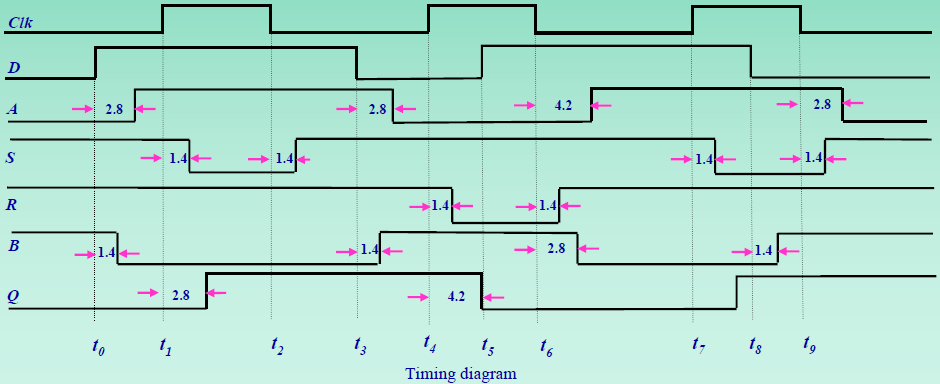 Clk
D
A 2.8 2.8 4.2 2.8
S 1.4 1.4 1.4 1.4
R 1.4 1.4
B 1.4 1.4 2.8 1.4
Q 2.8 4.2
t0 t1 t2 t3 t4 t5 t6 t7 t8 t9
Timing diagram